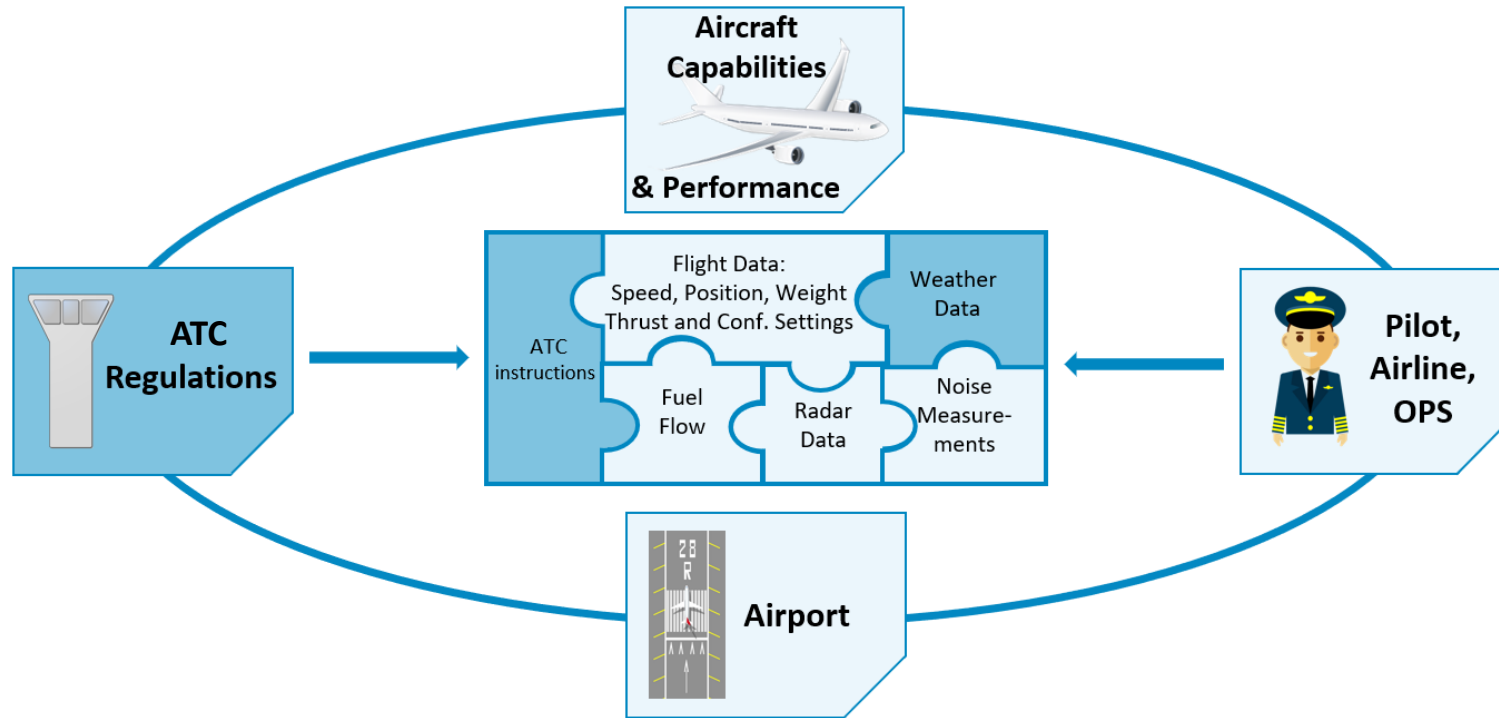 Aircraft
Capabilities
& Performance
ATC
Regulations
ATC
instructions
Flight Data:
Speed, Position, Weight
Thrust and Conf. Settings
Weather
Data
Fuel
Flow
Radar
Data
Noise
Measure-
ments
Pilot,
Airline,
OPS
28
R
Airport